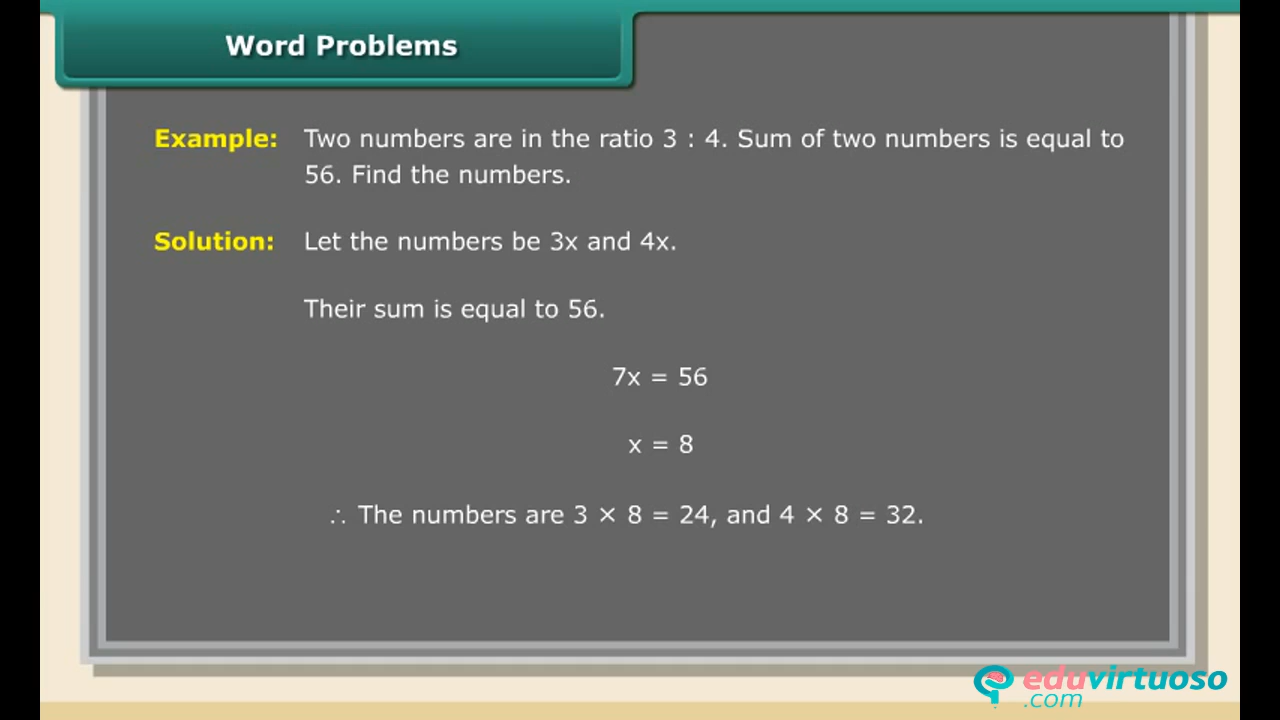 Word Problems
Example: Two numbers are in the ratio 3 : 4. Sum of two numbers is equal to
56. Find the numbers.
Solution: Let the numbers be 3x and 4x.
Their sum is equal to 56.
7x = 56
x = 8
∴ The numbers are 3 × 8 = 24, and 4 × 8 = 32.
eduvirtuoso
.com